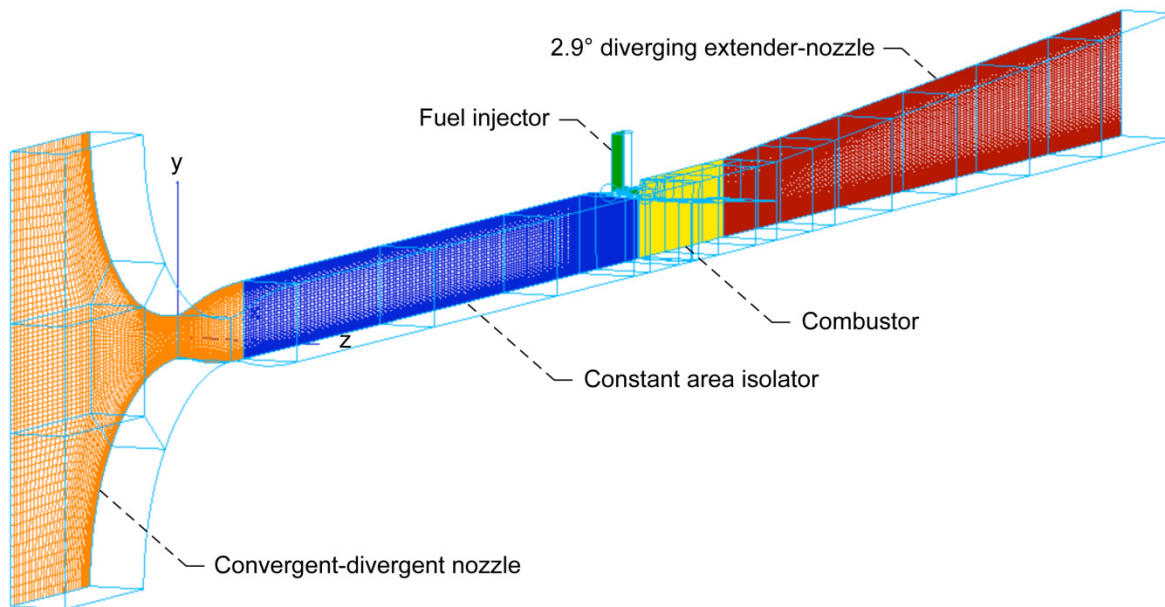 2.9° diverging extender-nozzle
Fuel injector
y
x
z
Combustor
Constant area isolator
Convergent-divergent nozzle